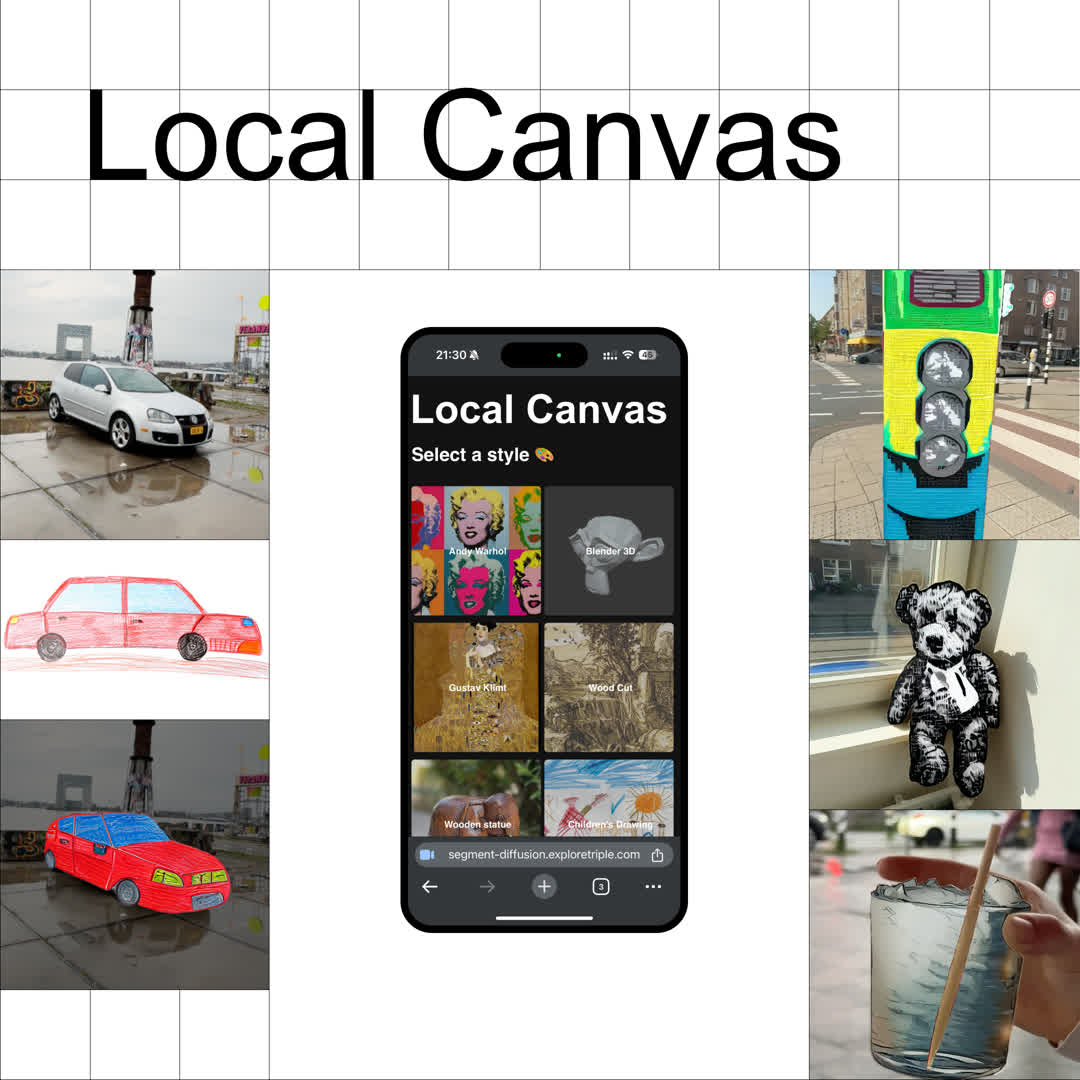 Local Canvas
21:30
45
Local Canvas
Select a style 🎨
Andy Warhol
Blender 3D
Gustav Klimt
Wood Cut
Wooden statue
Children's Drawing
segment-diffusion.exploretriple.com
3